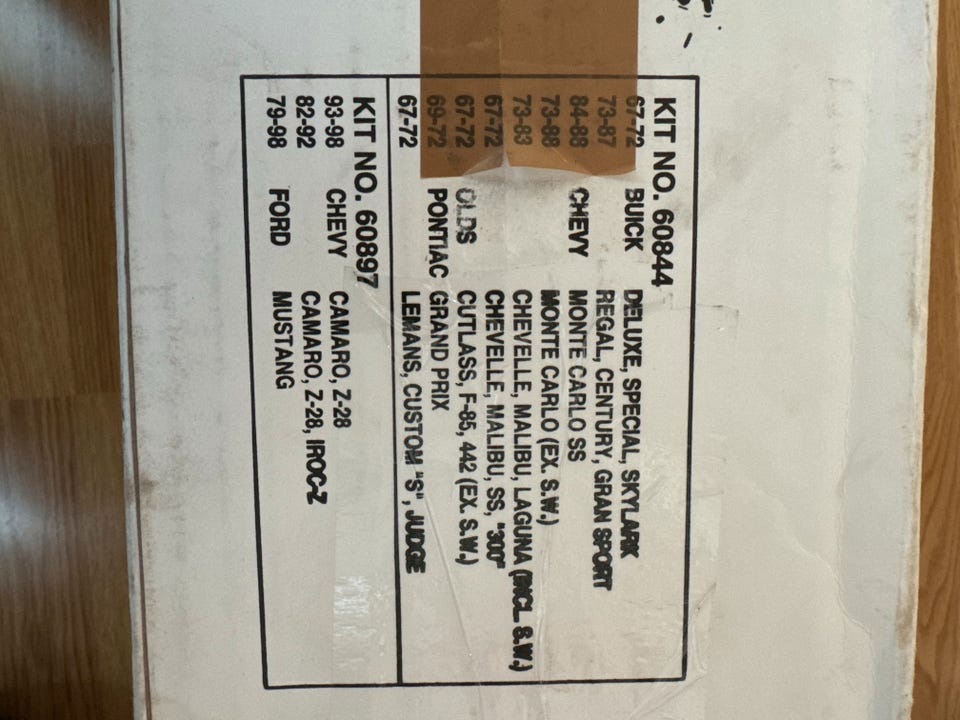 KIT NO. 60844
67-72 BUICK DELUXE, SPECIAL, SKYLARK
73-87 REGAL, CENTURY, GRAN SPORT
84-88 CHEVY MONTE CARLO SS
73-88 MONTE CARLO (EX. S.W.)
73-83 CHEVELLE, MALIBU, LAGUNA (INCL. S.W.)
67-72 CHEVELLE, MALIBU, SS, "300"
67-72 OLDS CUTLASS, F-85, 442 (EX. S.W.)
69-72 PONTIAC GRAND PRIX
67-72 LEMANS, CUSTOM "S", JUDGE
KIT NO. 60897
93-98 CHEVY CAMARO, Z-28
82-92 CAMARO, Z-28, IROC-Z
79-98 FORD MUSTANG